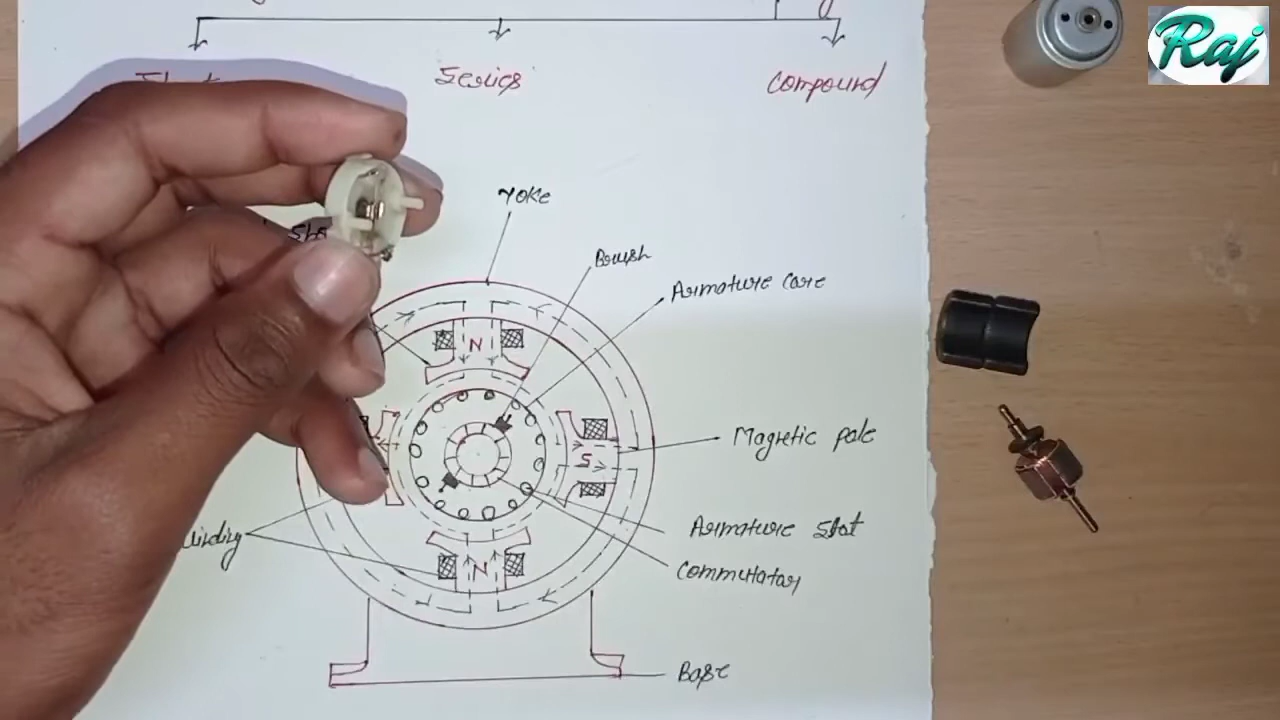 Raj
Series
Compound
Yoke
Brush
Armature Core
N
Magnetic pole
S
Armature Slot
Commutator
N
Base